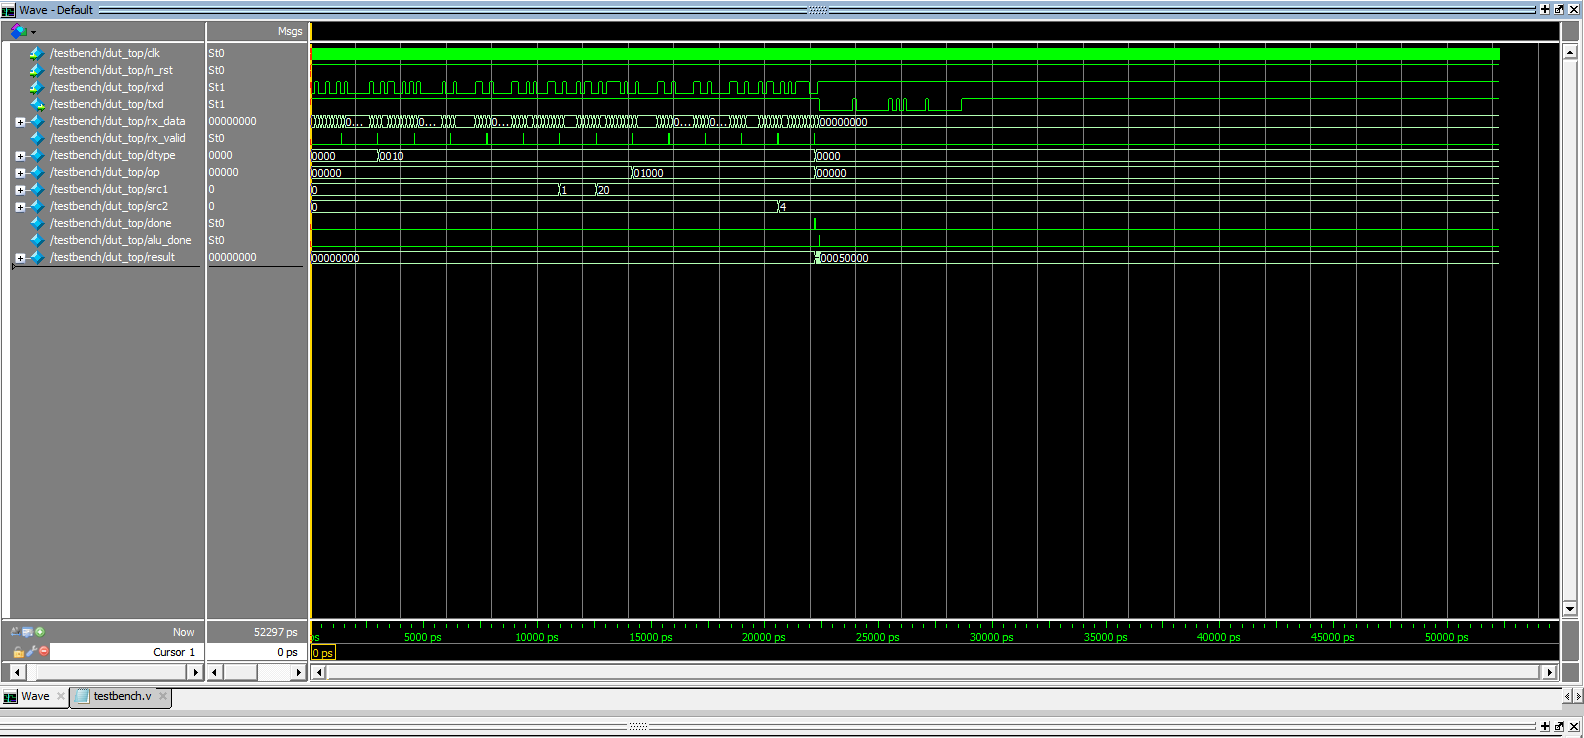 Wave - Default
Msgs
/testbench/dut_top/clk St0
/testbench/dut_top/n_rst St0
/testbench/dut_top/rxd St1
/testbench/dut_top/txd St1
/testbench/dut_top/rx_data 00000000 0... 0... 0... 0... 0... 00000000
/testbench/dut_top/rx_valid St0
/testbench/dut_top/dtype 0000 0000 0010 0000
/testbench/dut_top/op 00000 00000 01000 00000
/testbench/dut_top/src1 0 0 1 20
/testbench/dut_top/src2 0 0 4
/testbench/dut_top/done St0
/testbench/dut_top/alu_done St0
/testbench/dut_top/result 00000000 00000000 00050000
Now 52297 ps ps 5000 ps 10000 ps 15000 ps 20000 ps 25000 ps 30000 ps 35000 ps 40000 ps 45000 ps 50000 ps
Cursor 1 0 ps 0 ps
Wave testbench.v